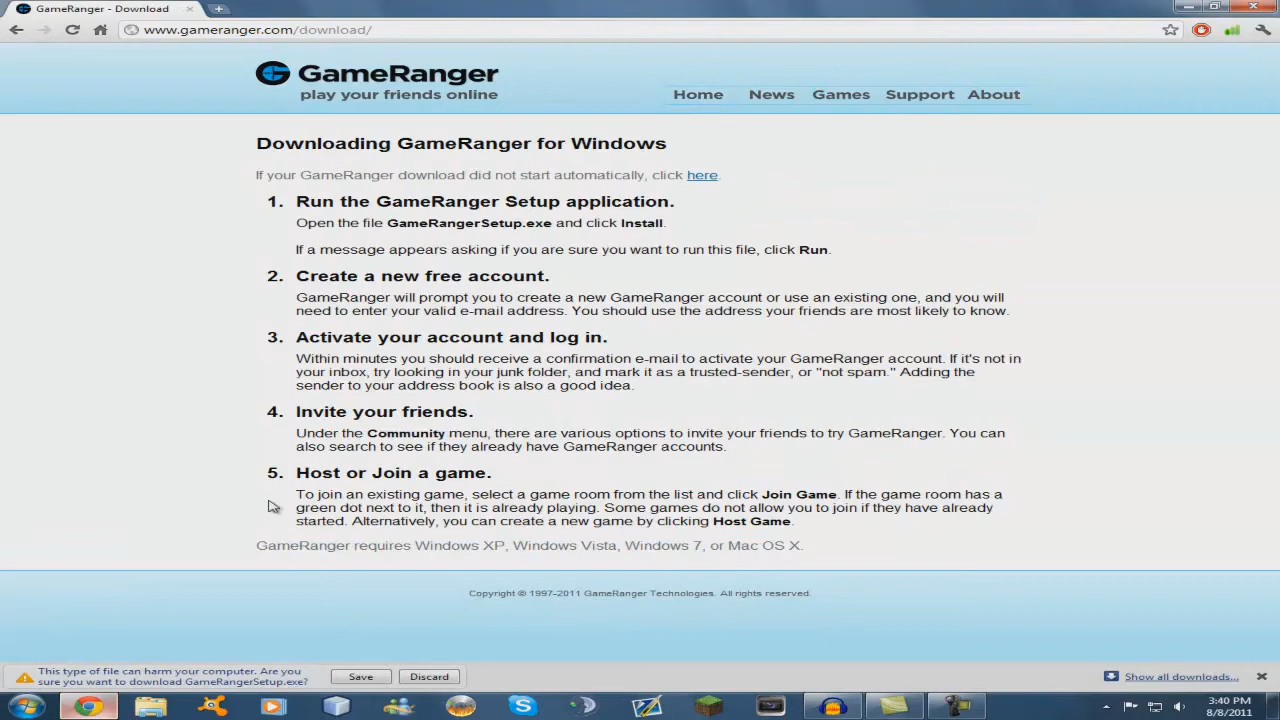 GameRanger - Download
www.gameranger.com/download/
GameRanger
play your friends online
Home News Games Support About
Downloading GameRanger for Windows
If your GameRanger download did not start automatically, click here.
1. Run the GameRanger Setup application.
Open the file GameRangerSetup.exe and click Install.
If a message appears asking if you are sure you want to run this file, click Run.
2. Create a new free account.
GameRanger will prompt you to create a new GameRanger account or use an existing one, and you will
need to enter your valid e-mail address. You should use the address your friends are most likely to know.
3. Activate your account and log in.
Within minutes you should receive a confirmation e-mail to activate your GameRanger account. If it's not in
your inbox, try looking in your junk folder, and mark it as a trusted-sender, or "not spam." Adding the
sender to your address book is also a good idea.
4. Invite your friends.
Under the Community menu, there are various options to invite your friends to try GameRanger. You can
also search to see if they already have GameRanger accounts.
5. Host or Join a game.
To join an existing game, select a game room from the list and click Join Game. If the game room has a
green dot next to it, then it is already playing. Some games do not allow you to join if they have already
started. Alternatively, you can create a new game by clicking Host Game.
GameRanger requires Windows XP, Windows Vista, Windows 7, or Mac OS X.
Copyright © 1997-2011 GameRanger Technologies. All rights reserved.
This type of file can harm your computer. Are you
sure you want to download GameRangerSetup.exe?
Save Discard
Show all downloads...
3:40 PM
8/8/2011